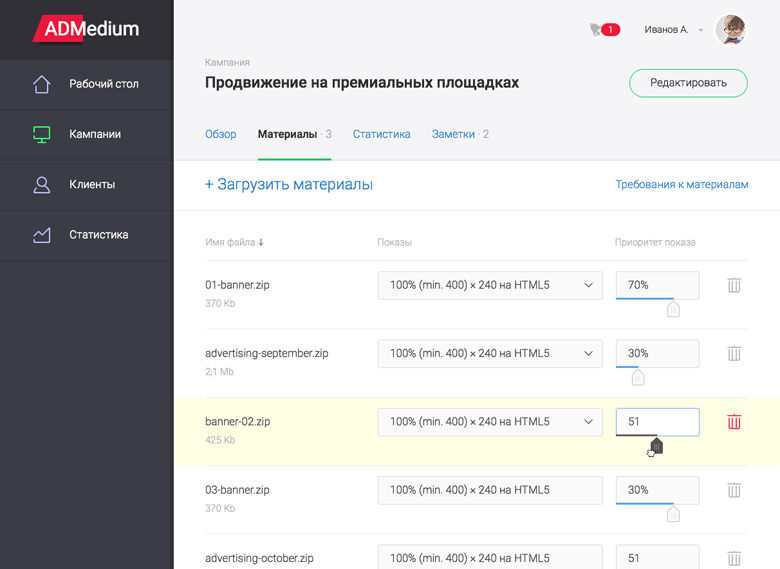 ADMedium
1
Иванов А.
Рабочий стол
Кампании
Клиенты
Статистика
Кампания
Продвижение на премиальных площадках
Редактировать
Обзор
Материалы · 3
Статистика
Заметки · 2
+ Загрузить материалы
Требования к материалам
Имя файла ↓
Показы
Приоритет показа
01-banner.zip
370 Kb
100% (min. 400) × 240 на HTML5
70%
advertising-september.zip
2,1 Mb
100% (min. 400) × 240 на HTML5
30%
banner-02.zip
425 Kb
100% (min. 400) × 240 на HTML5
51
03-banner.zip
370 Kb
100% (min. 400) × 240 на HTML5
30%
advertising-october.zip
100% (min. 400) × 240 на HTML5
51